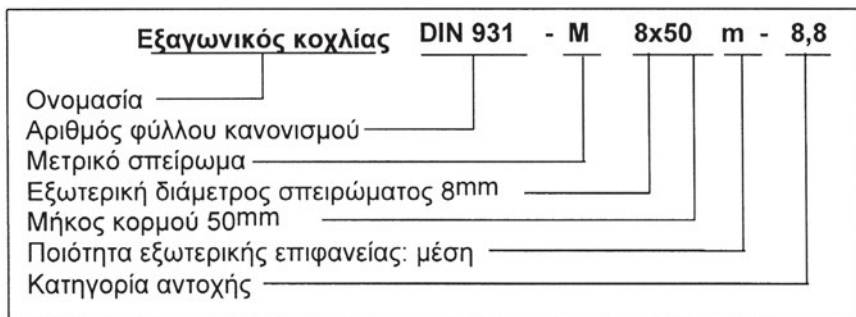 Εξαγωνικός κοχλίας DIN 931 - M 8x50 m - 8,8
Ονομασία
Αριθμός φύλλου κανονισμού
Μετρικό σπείρωμα
Εξωτερική διάμετρος σπειρώματος 8mm
Μήκος κορμού 50mm
Ποιότητα εξωτερικής επιφανείας: μέση
Κατηγορία αντοχής